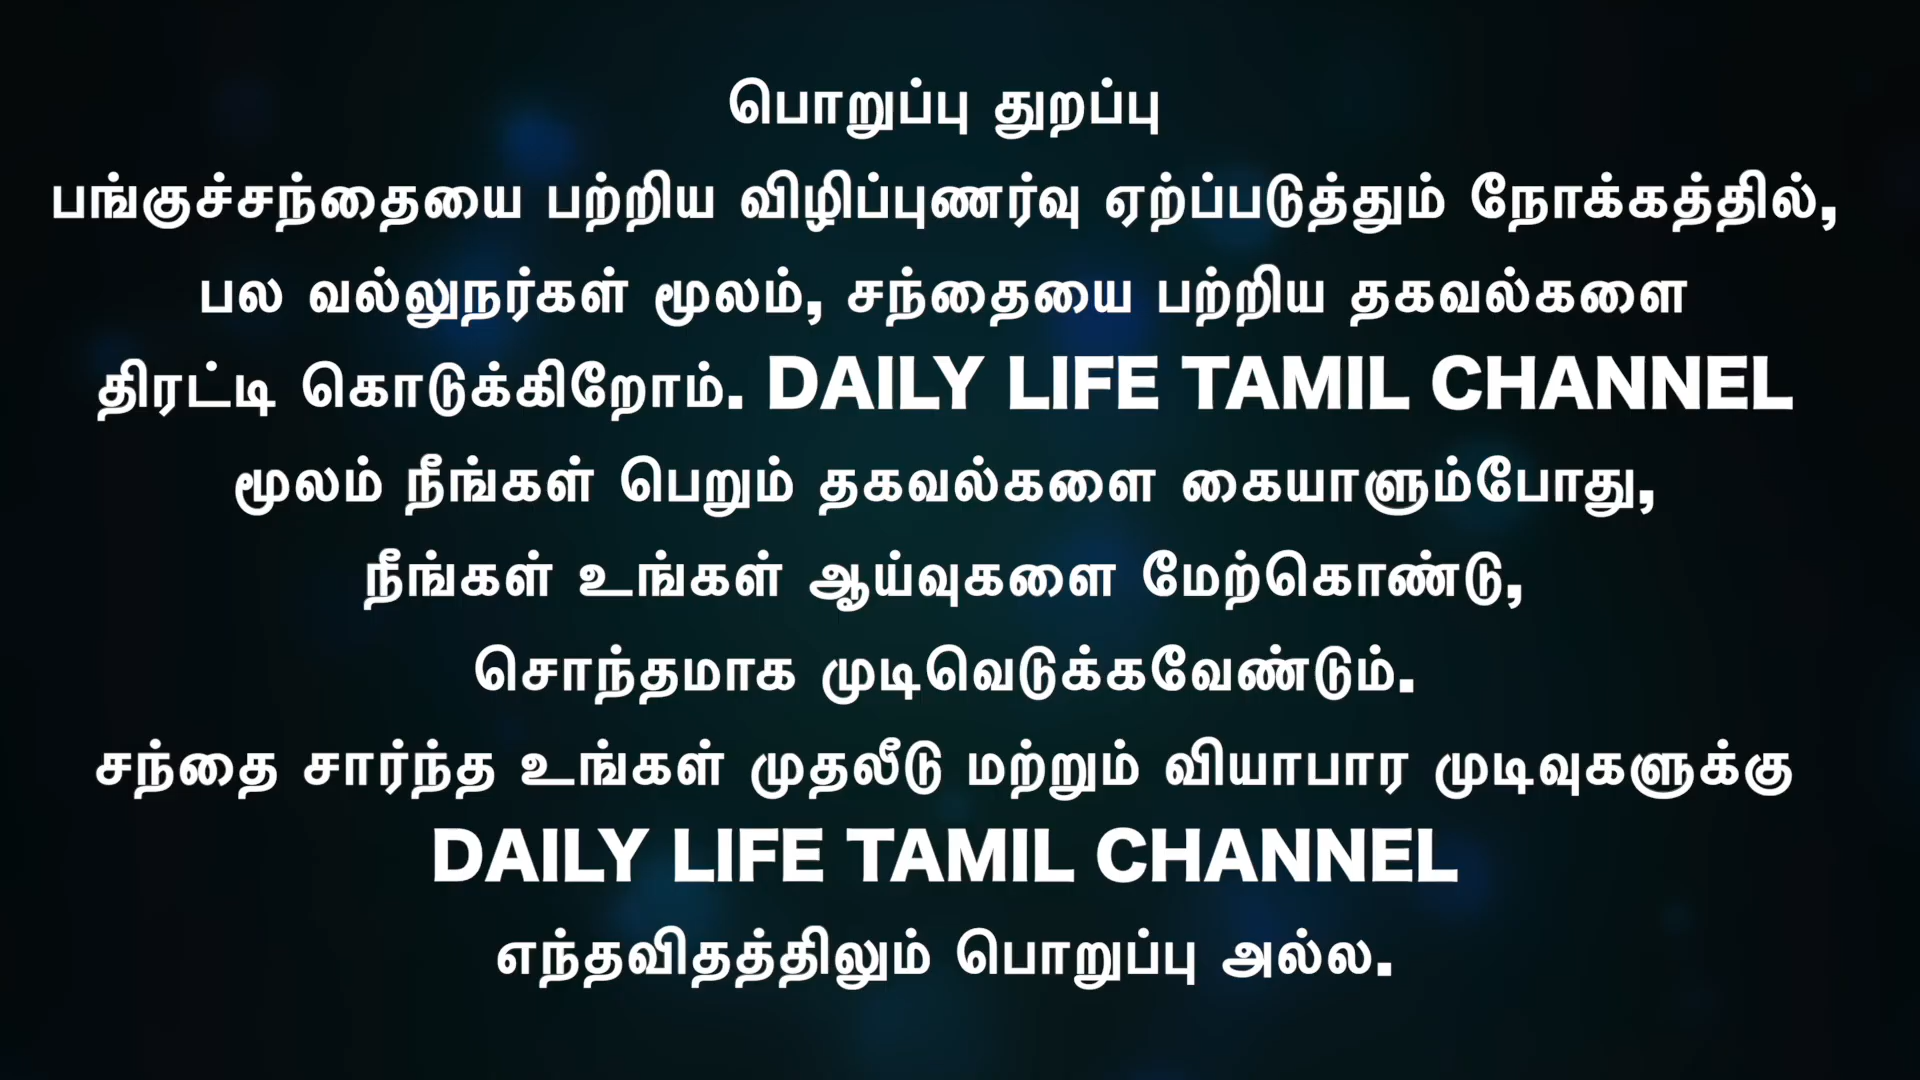 பொறுப்பு துறப்பு
பங்குச்சந்தையை பற்றிய விழிப்புணர்வு ஏற்ப்படுத்தும் நோக்கத்தில்,
பல வல்லுநர்கள் மூலம், சந்தையை பற்றிய தகவல்களை
திரட்டி கொடுக்கிறோம். DAILY LIFE TAMIL CHANNEL
மூலம் நீங்கள் பெறும் தகவல்களை கையாளும்போது,
நீங்கள் உங்கள் ஆய்வுகளை மேற்கொண்டு,
சொந்தமாக முடிவெடுக்கவேண்டும்.
சந்தை சார்ந்த உங்கள் முதலீடு மற்றும் வியாபார முடிவுகளுக்கு
DAILY LIFE TAMIL CHANNEL
எந்தவிதத்திலும் பொறுப்பு அல்ல.